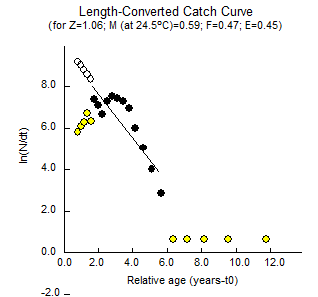 Length-Converted Catch Curve
(for Z=1.06; M (at 24.5ºC)=0.59; F=0.47; E=0.45)
8.0
6.0
4.0
2.0
0.0
-2.0
ln(N/dt)
0.0 2.0 4.0 6.0 8.0 10.0 12.0
Relative age (years-t0)